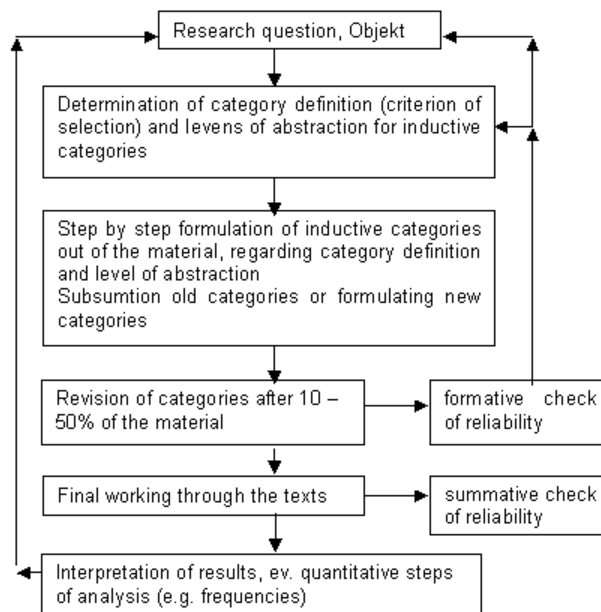 Research question, Objekt
Determination of category definition (criterion of
selection) and levens of abstraction for inductive
categories
Step by step formulation of inductive categories
out of the material, regarding category definition
and level of abstraction
Subsumtion old categories or formulating new
categories
Revision of categories after 10 –
50% of the material
formative check
of reliability
Final working through the texts
summative check
of reliability
Interpretation of results, ev. quantitative steps
of analysis (e.g. frequencies)